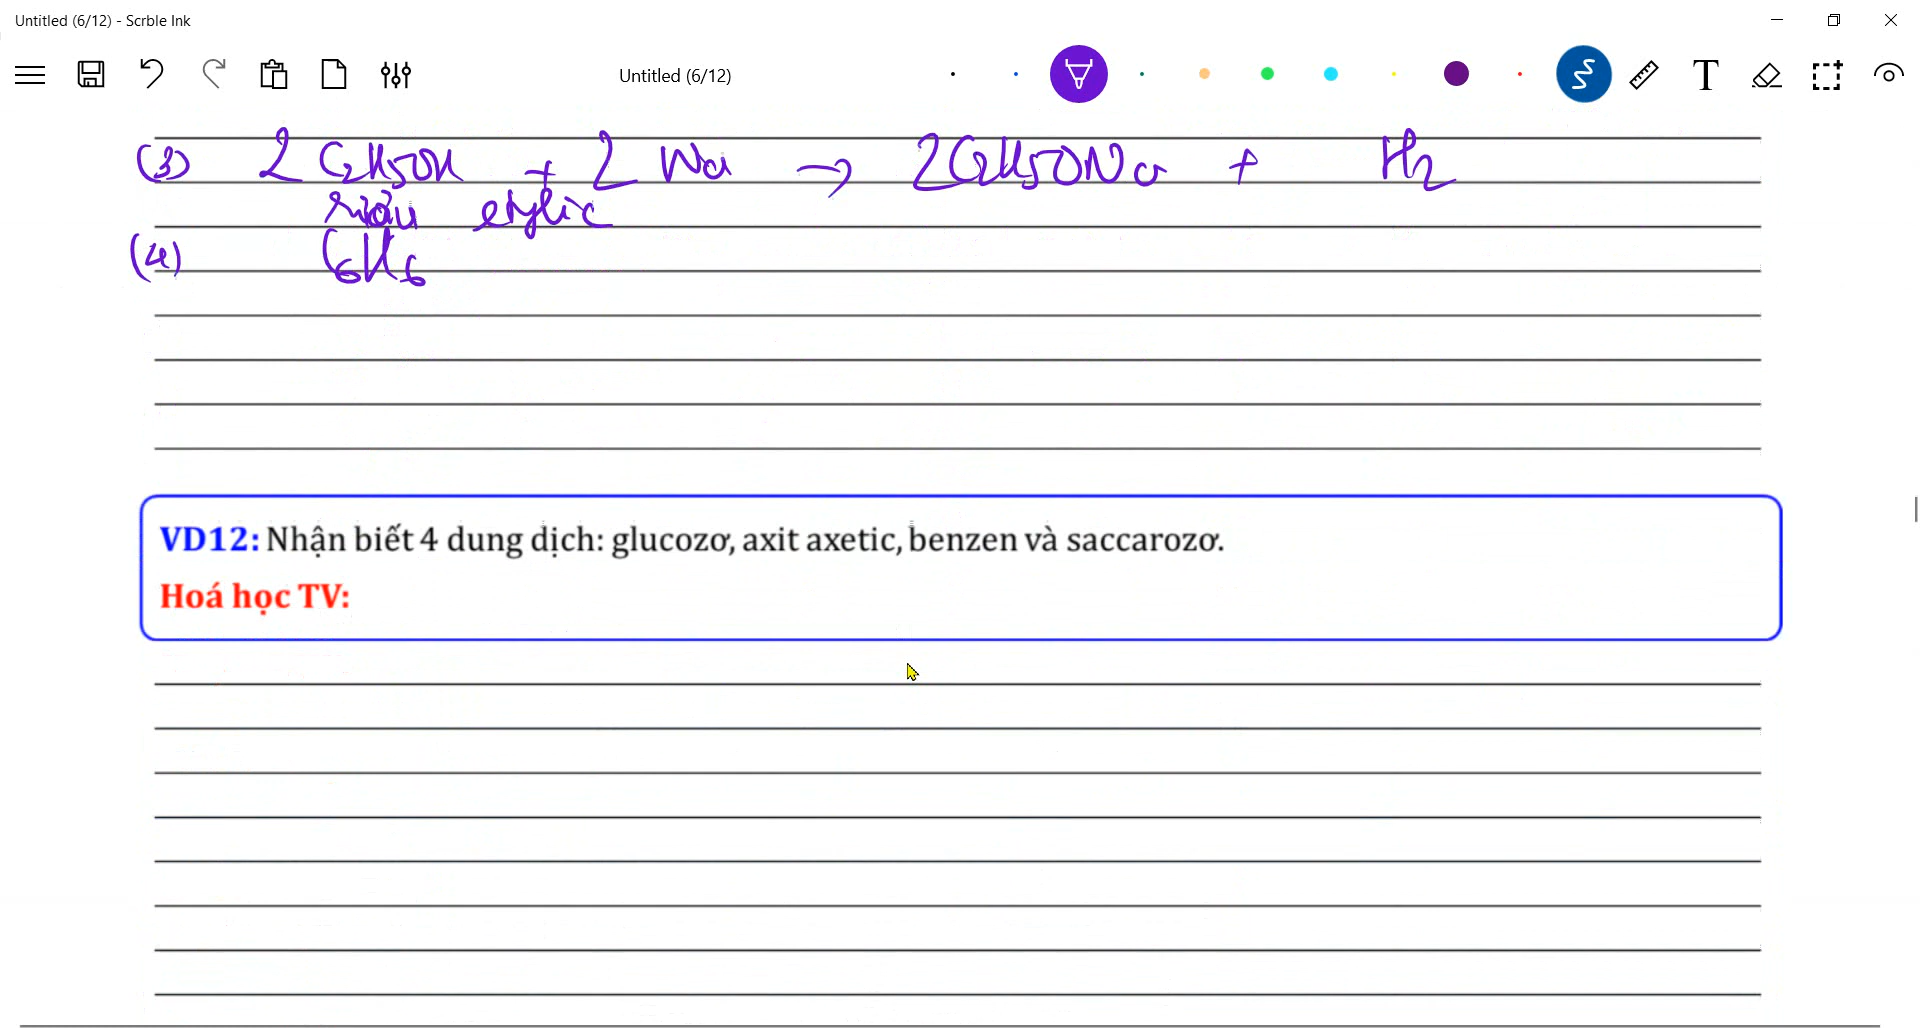 Untitled (6/12) - Scrble Ink
Untitled (6/12)
T
(3) 2 C2H5OH + 2 Na → 2C2H5ONa + H2
rượu etylic
(4) C6H6
VD12: Nhận biết 4 dung dịch: glucozơ, axit axetic, benzen và saccarozơ.
Hoá học TV: